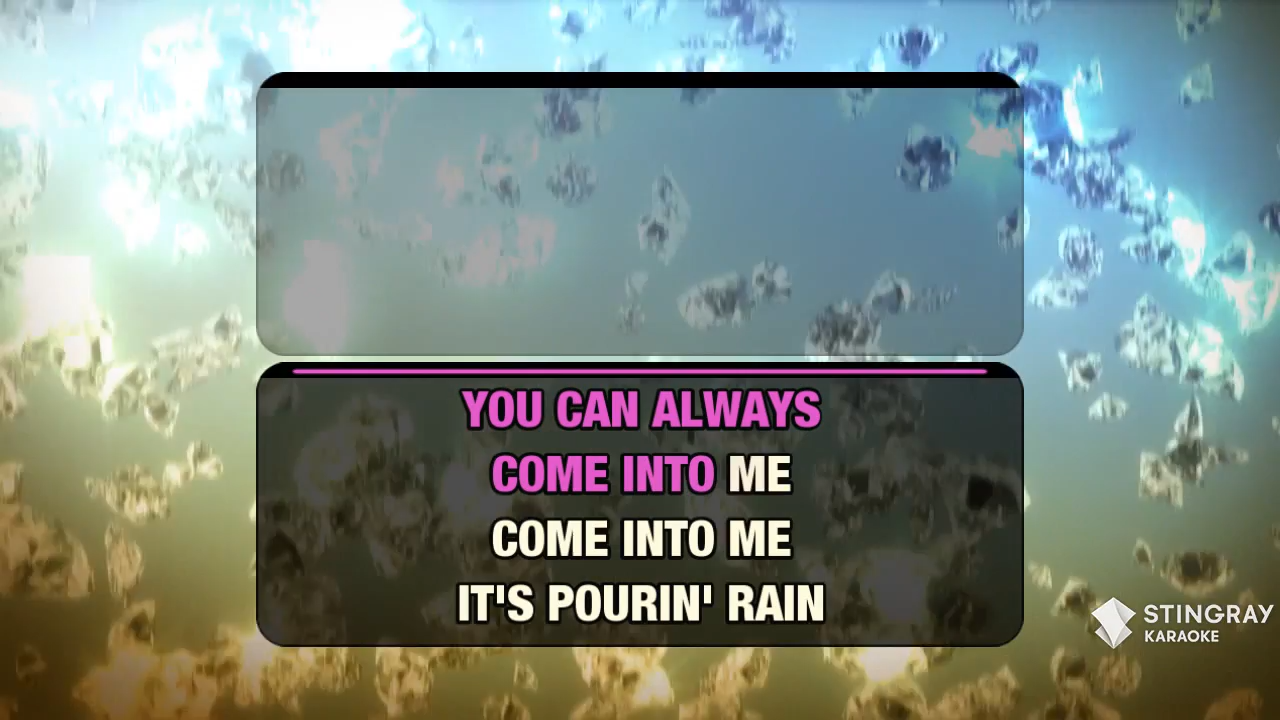 YOU CAN ALWAYS
COME INTO ME
COME INTO ME
IT'S POURIN' RAIN
STINGRAY
KARAOKE